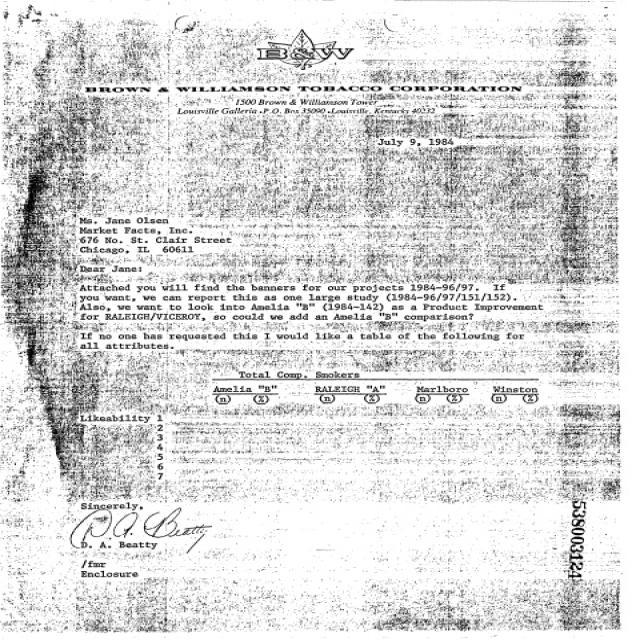 B&W
BROWN & WILLIAMSON TOBACCO CORPORATION
1500 Brown & Williamson Tower
Louisville Galleria • P.O. Box 35090 • Louisville, Kentucky 40232
July 9, 1984
Ms. Jane Olsen
Market Facts, Inc.
676 No. St. Clair Street
Chicago, IL 60611
Dear Jane:
Attached you will find the banners for our projects 1984-96/97. If
you want, we can report this as one large study (1984-96/97/151/152).
Also, we want to look into Amelia "B" (1984-142) as a Product Improvement
for RALEIGH/VICEROY, so could we add an Amelia "B" comparison?
If no one has requested this I would like a table of the following for
all attributes.
Total Comp. Smokers
Amelia "B" RALEIGH "A" Marlboro Winston
(n) (%) (n) (%) (n) (%) (n) (%)
Likeability 1
2
3
4
5
6
7
Sincerely,
D. A. Beatty
D. A. Beatty
/fmr
Enclosure
538003124